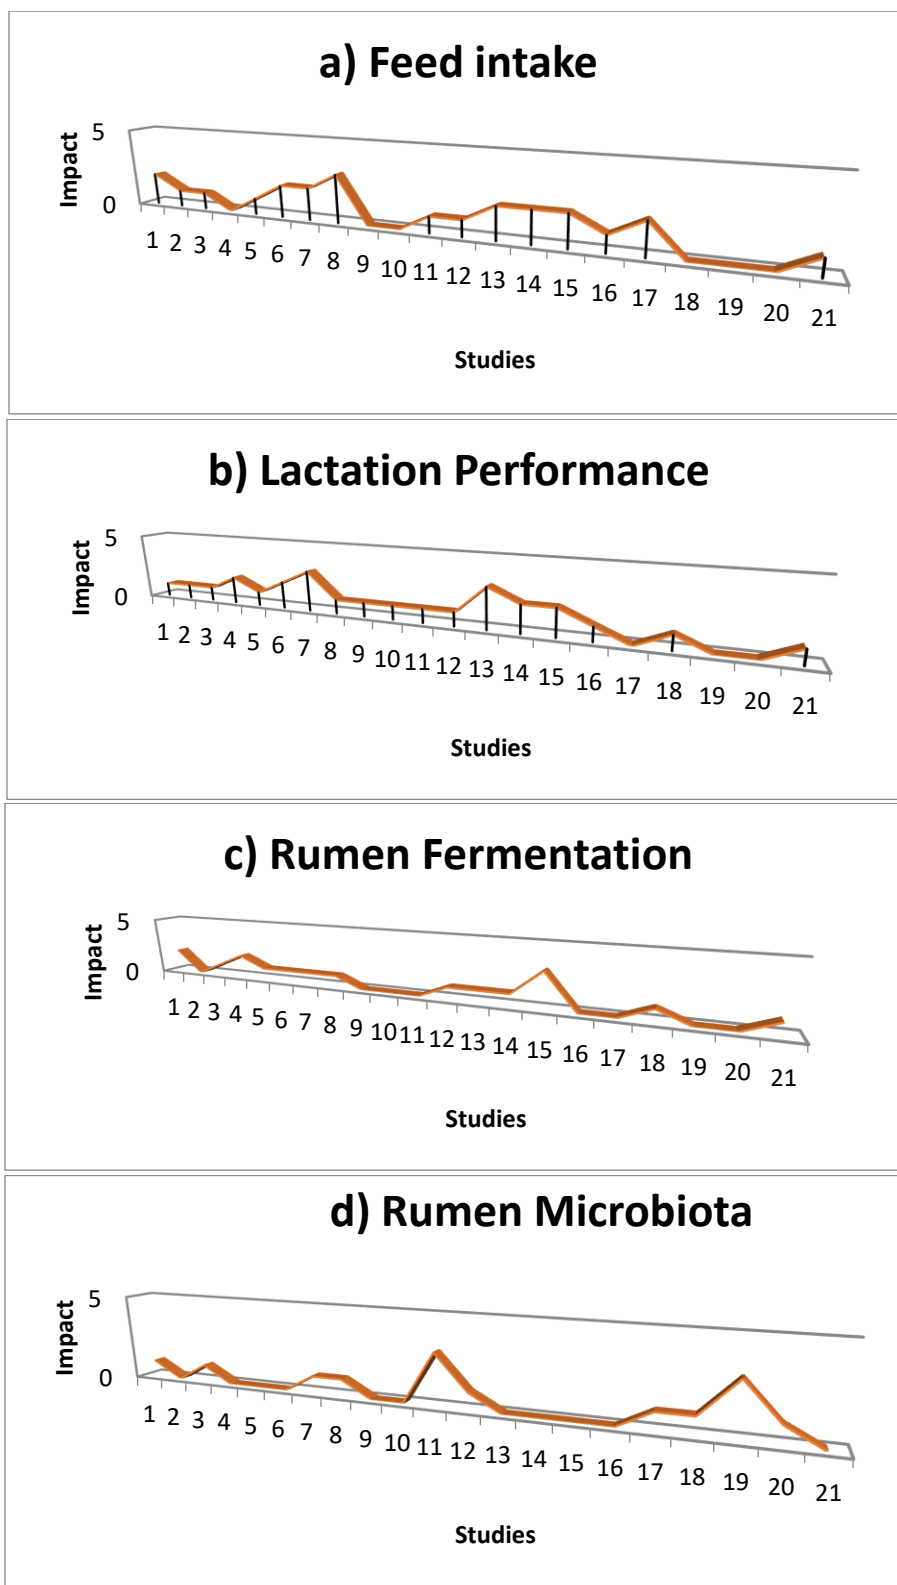 a) Feed intake
5
0
Impact
1 2 3 4 5 6 7 8 9 10 11 12 13 14 15 16 17 18 19 20 21
Studies
b) Lactation Performance
5
0
Impact
1 2 3 4 5 6 7 8 9 10 11 12 13 14 15 16 17 18 19 20 21
Studies
c) Rumen Fermentation
5
0
Impact
1 2 3 4 5 6 7 8 9 10 11 12 13 14 15 16 17 18 19 20 21
Studies
d) Rumen Microbiota
5
0
Impact
1 2 3 4 5 6 7 8 9 10 11 12 13 14 15 16 17 18 19 20 21
Studies